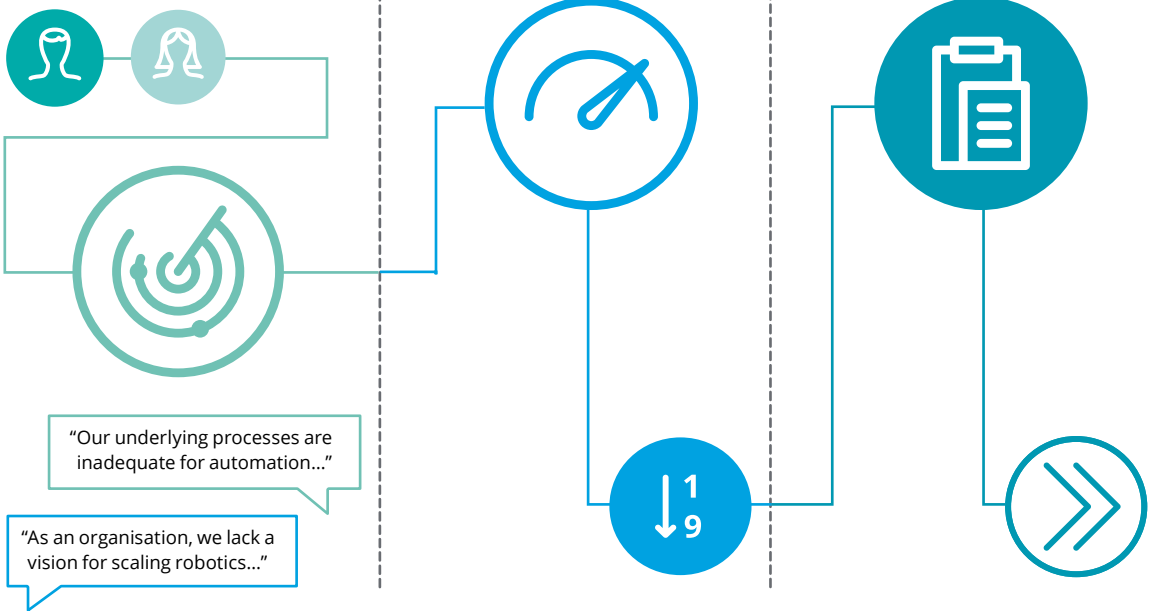 “Our underlying processes are
inadequate for automation...”
“As an organisation, we lack a
vision for scaling robotics...”
1
9